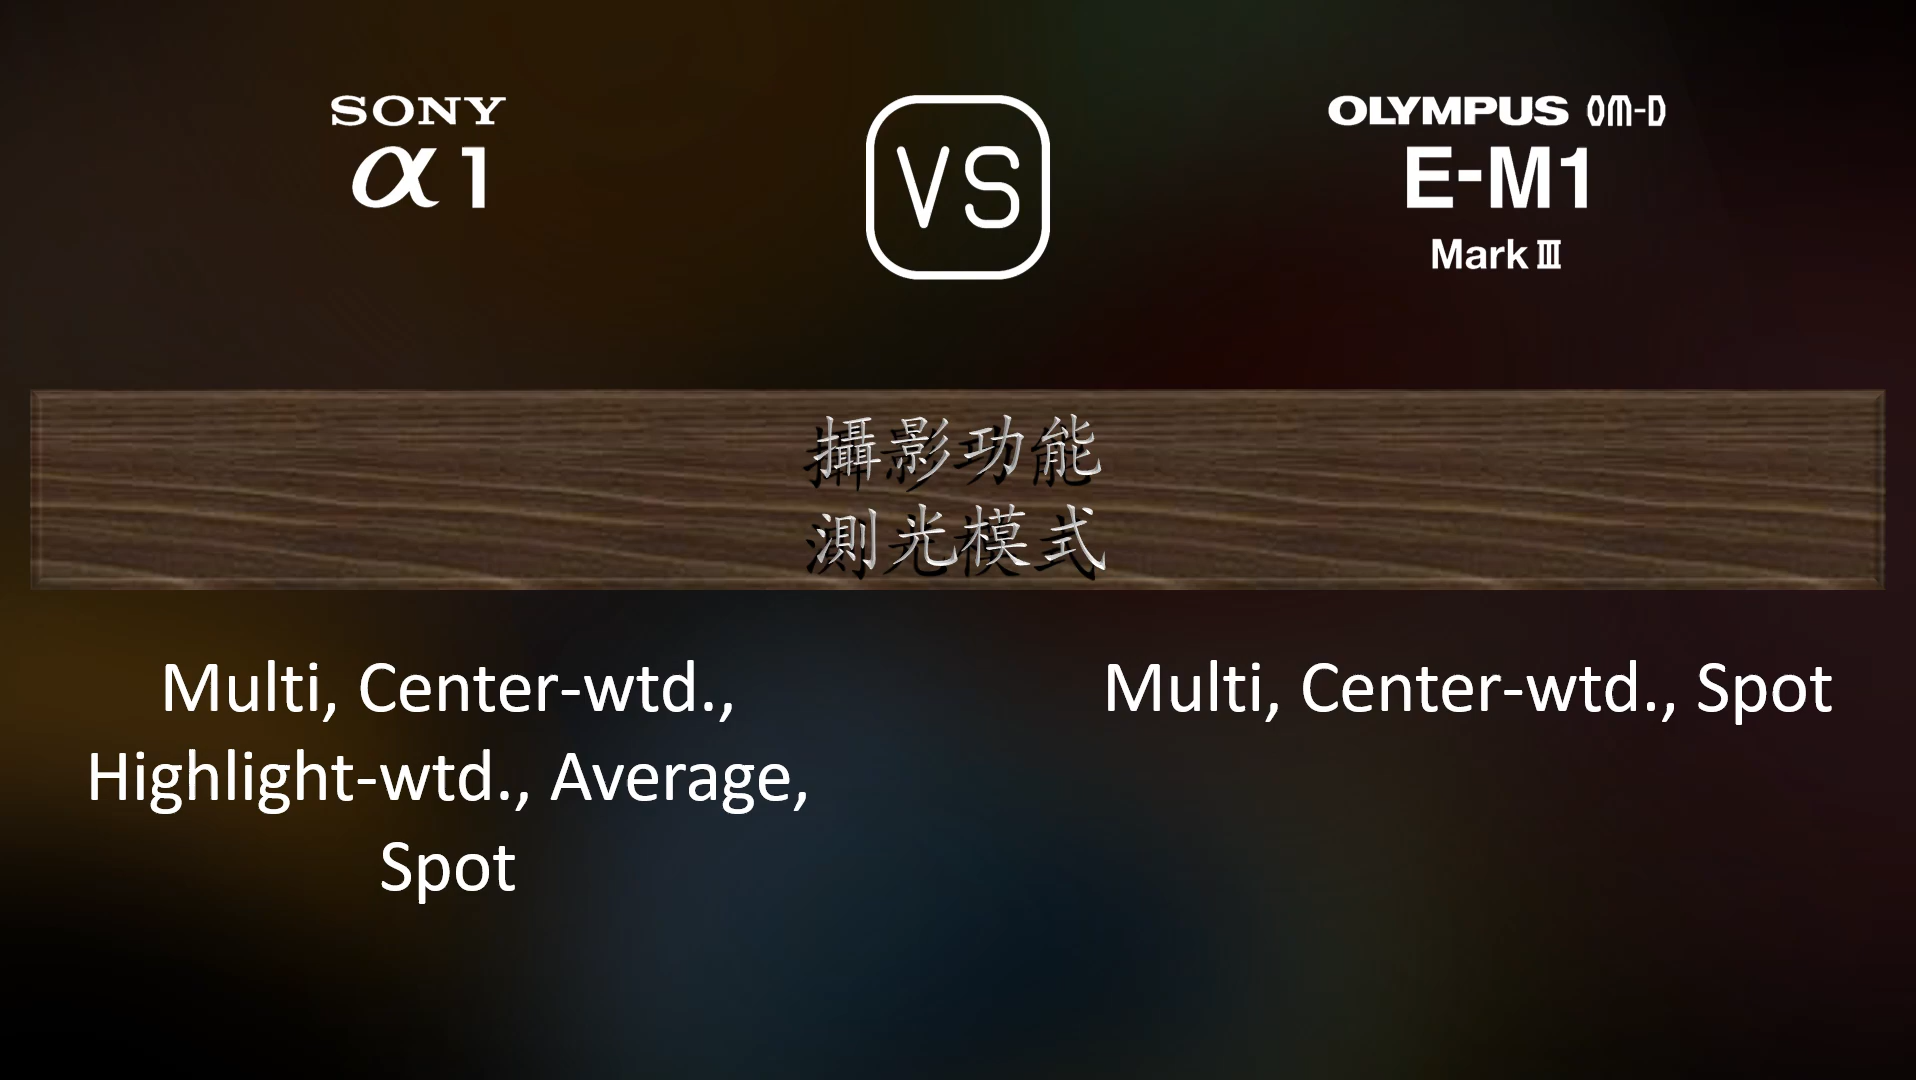 SONY
α 1
VS
OLYMPUS OM-D
E-M1
Mark III
攝影功能
測光模式
Multi, Center-wtd.,
Highlight-wtd., Average,
Spot
Multi, Center-wtd., Spot